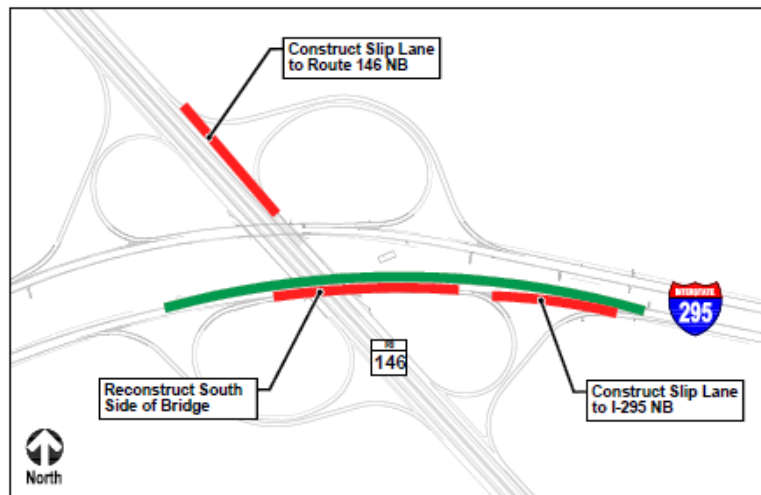 Construct Slip Lane
to Route 146 NB
INTERSTATE
295
RI
146
Reconstruct South
Side of Bridge
Construct Slip Lane
to I-295 NB
North